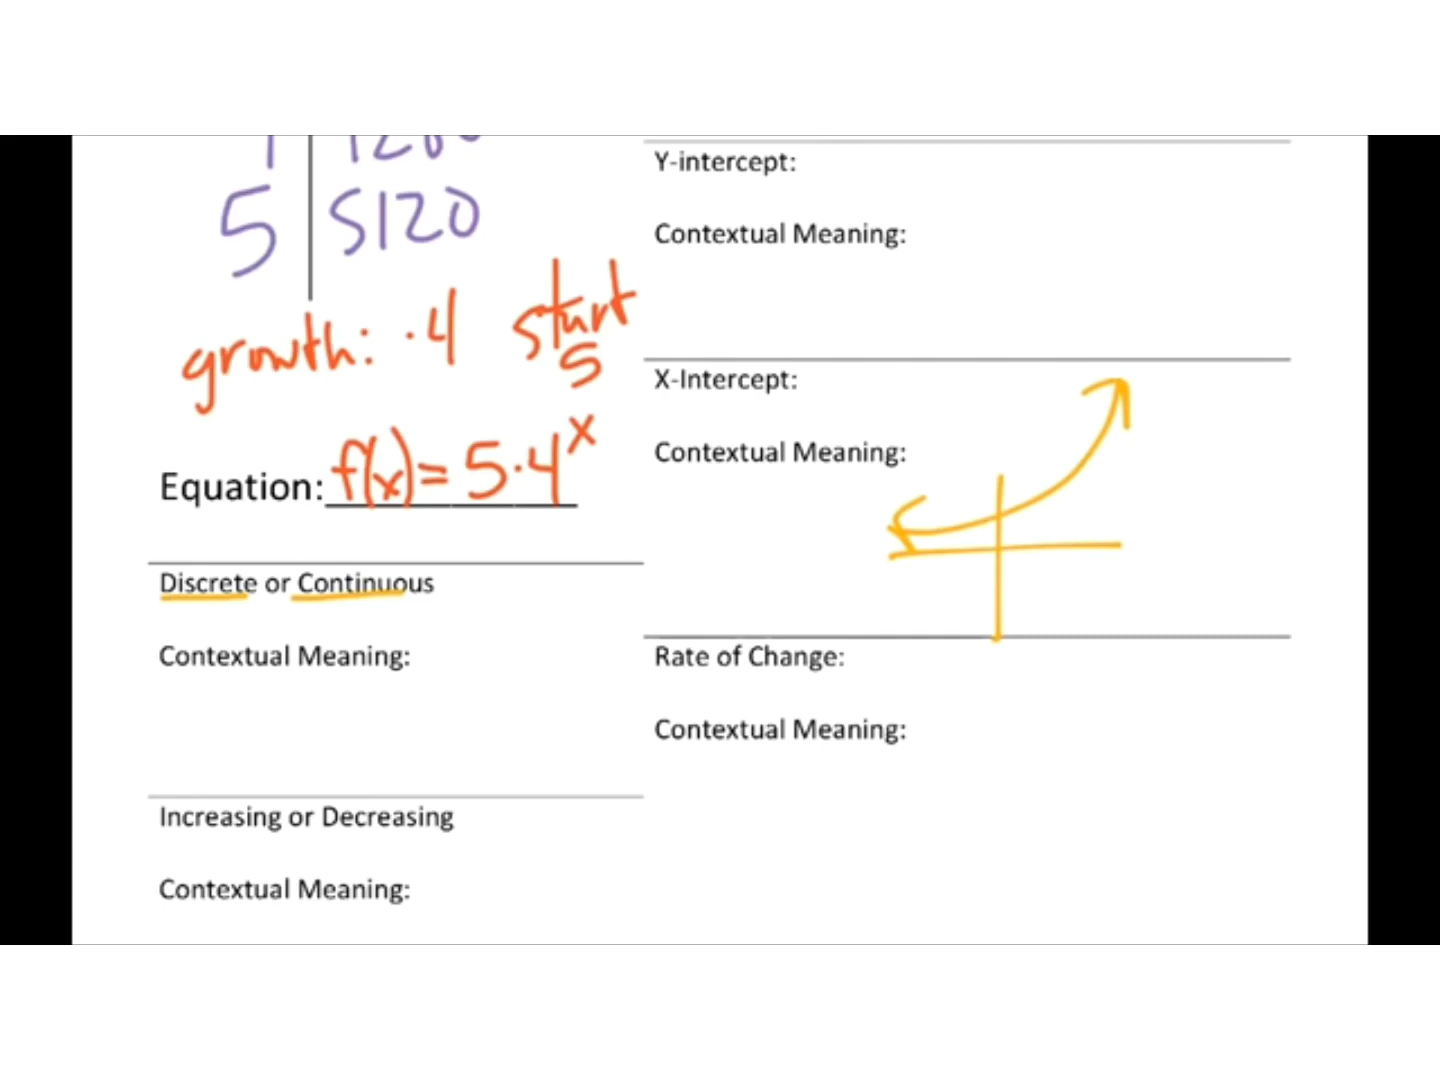 5 5120
growth: ·4 start
5
Equation: f(x) = 5·4^x
Discrete or Continuous
Contextual Meaning:
Increasing or Decreasing
Contextual Meaning:
Y-intercept:
Contextual Meaning:
X-Intercept:
Contextual Meaning:
Rate of Change:
Contextual Meaning: